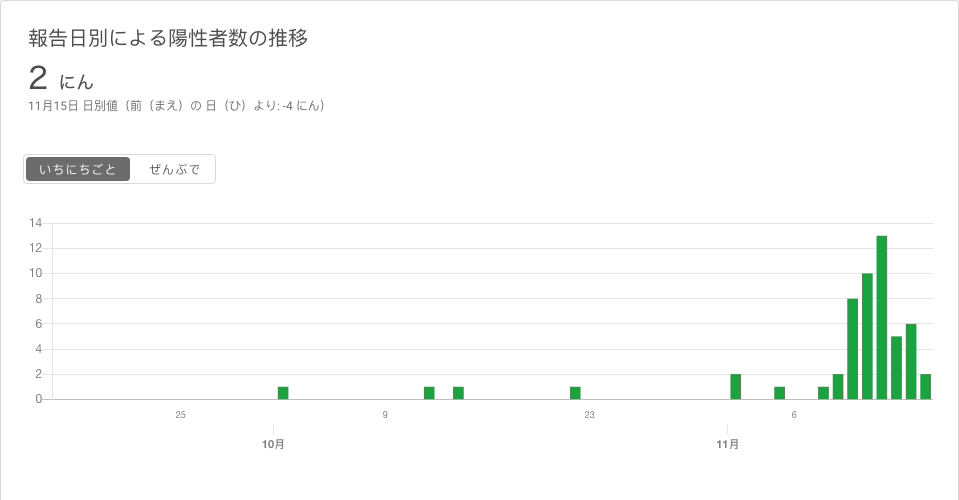 報告日別による陽性者数の推移
2 にん
11月15日 日別値（前（まえ）の 日（ひ）より: -4 にん）
いちにちごと ぜんぶで
14
12
10
8
6
4
2
0
25 9 23 6
10月 11月